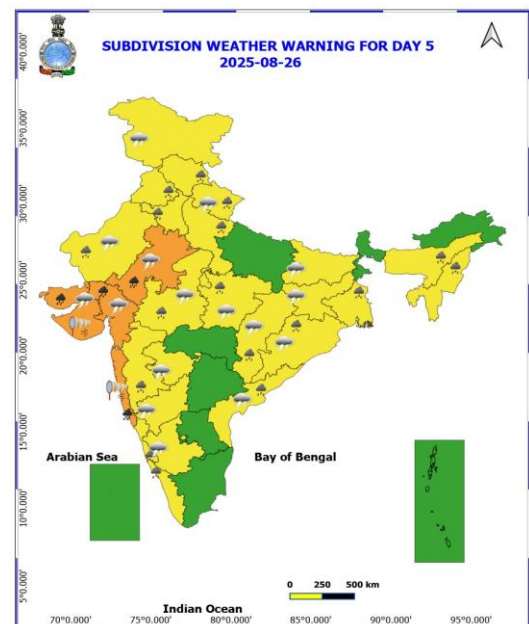 SUBDIVISION WEATHER WARNING FOR DAY 5
2025-08-26
40°0.000'
35°0.000'
30°0.000'
25°0.000'
20°0.000'
15°0.000'
10°0.000'
5°0.000'
Arabian Sea
Bay of Bengal
0 250 500 km
Indian Ocean
70°0.000' 75°0.000' 80°0.000' 85°0.000' 90°0.000' 95°0.000'